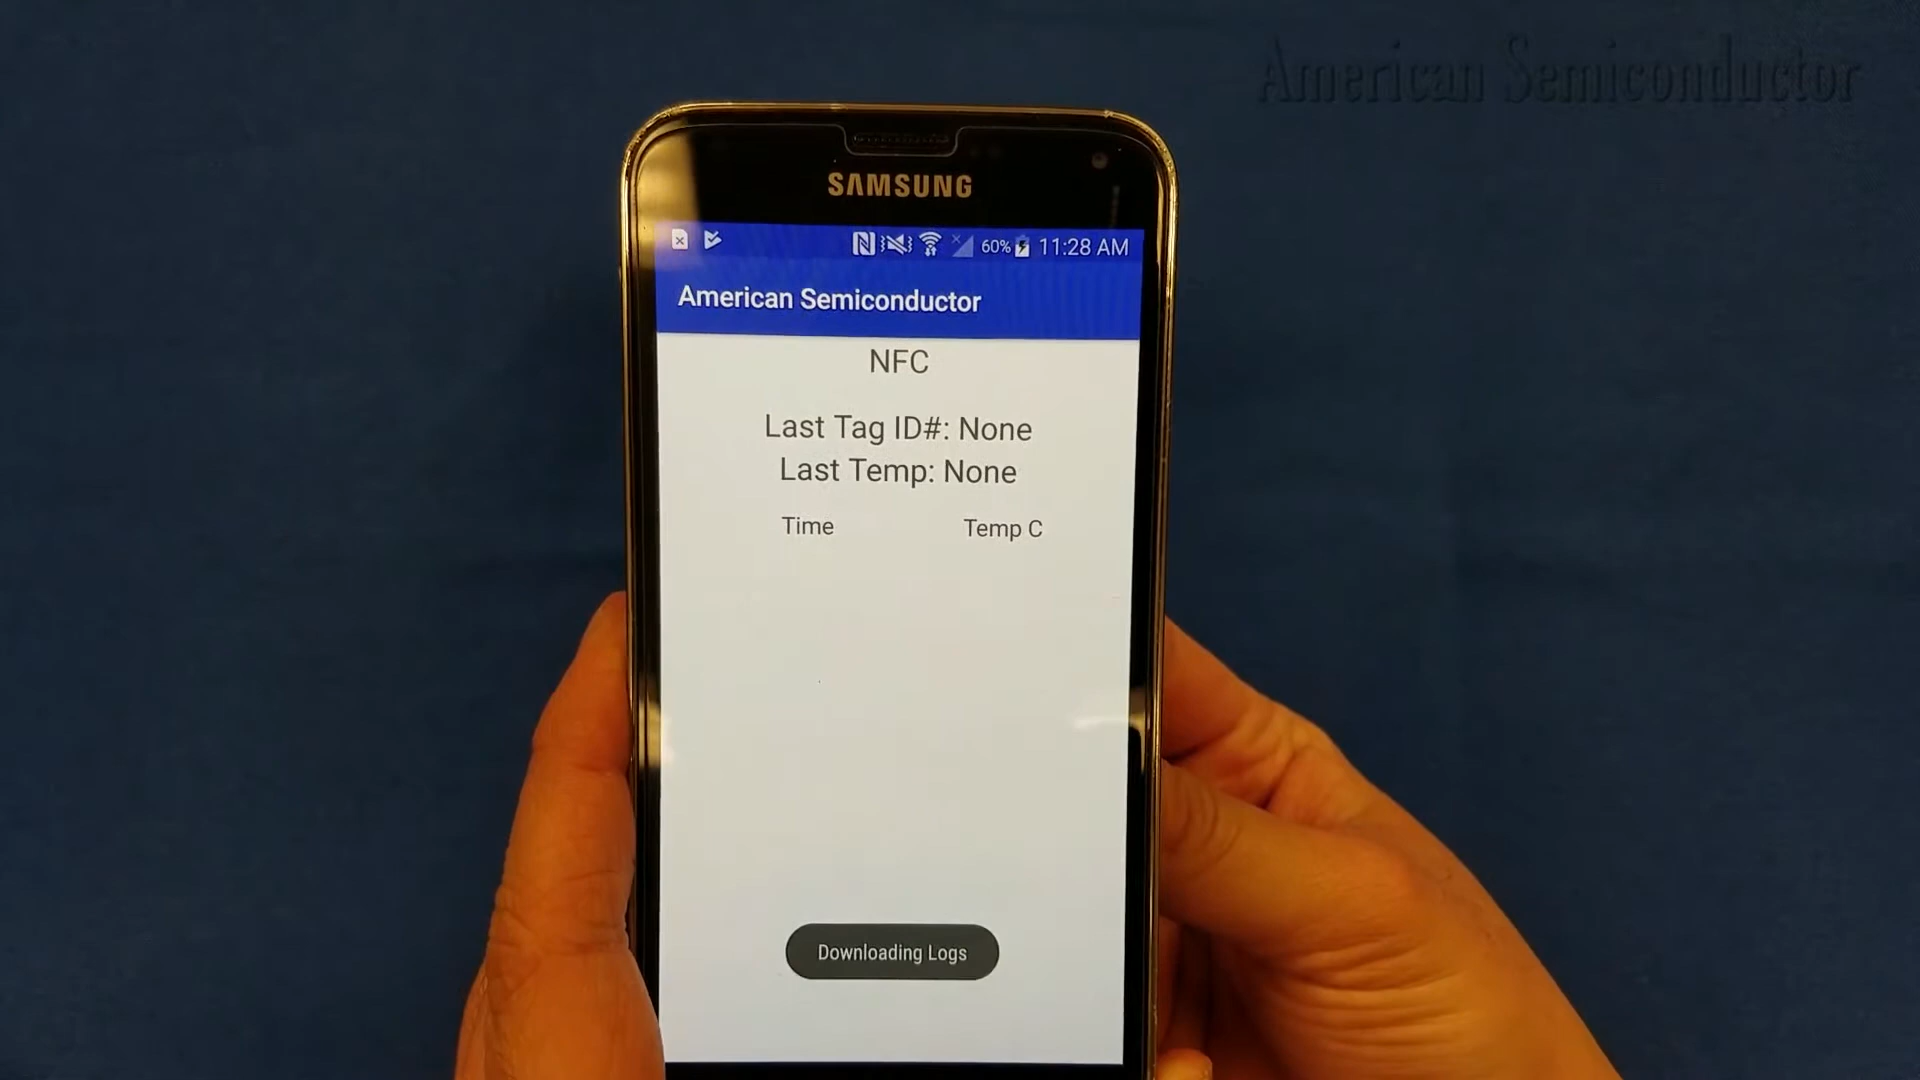 American Semiconductor
SAMSUNG
60% 11:28 AM
American Semiconductor
NFC
Last Tag ID#: None
Last Temp: None
Time Temp C
Downloading Logs